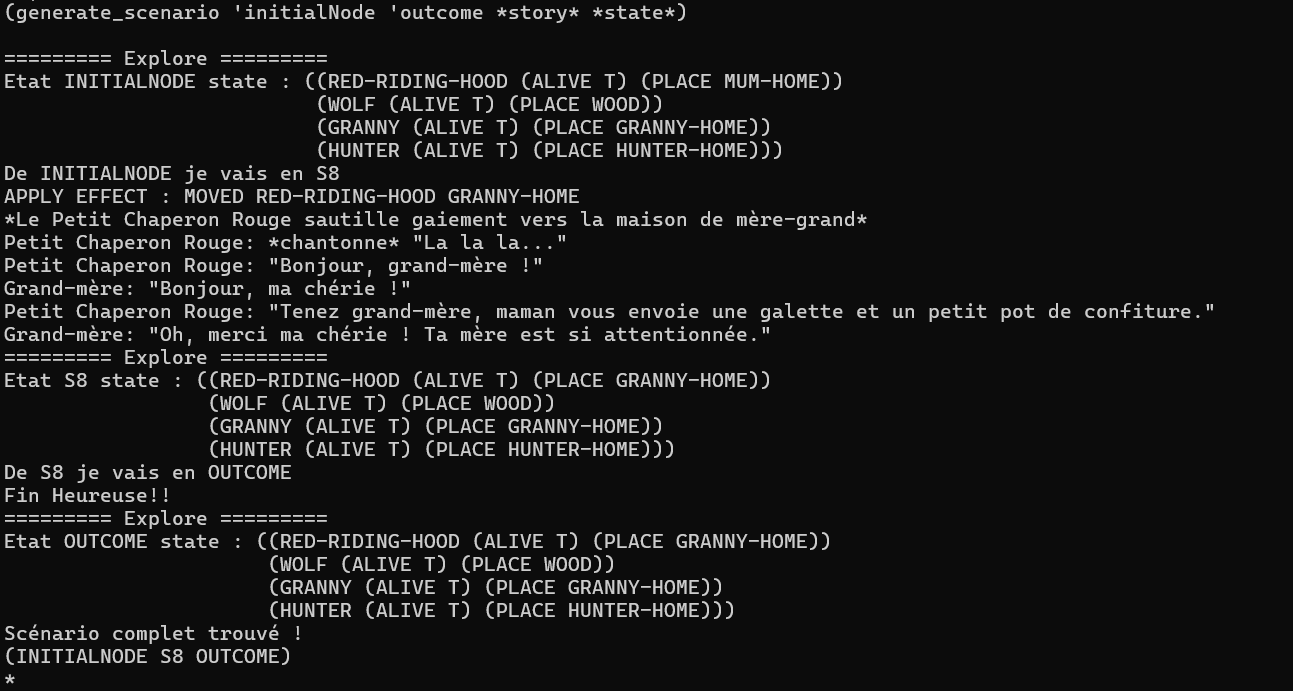 (generate_scenario 'initialNode 'outcome *story* *state*)
========= Explore =========
Etat INITIALNODE state : ((RED-RIDING-HOOD (ALIVE T) (PLACE MUM-HOME))
(WOLF (ALIVE T) (PLACE WOOD))
(GRANNY (ALIVE T) (PLACE GRANNY-HOME))
(HUNTER (ALIVE T) (PLACE HUNTER-HOME)))
De INITIALNODE je vais en S8
APPLY EFFECT : MOVED RED-RIDING-HOOD GRANNY-HOME
*Le Petit Chaperon Rouge sautille gaiement vers la maison de mère-grand*
Petit Chaperon Rouge: *chantonne* "La la la..."
Petit Chaperon Rouge: "Bonjour, grand-mère !"
Grand-mère: "Bonjour, ma chérie !"
Petit Chaperon Rouge: "Tenez grand-mère, maman vous envoie une galette et un petit pot de confiture."
Grand-mère: "Oh, merci ma chérie ! Ta mère est si attentionnée."
========= Explore =========
Etat S8 state : ((RED-RIDING-HOOD (ALIVE T) (PLACE GRANNY-HOME))
(WOLF (ALIVE T) (PLACE WOOD))
(GRANNY (ALIVE T) (PLACE GRANNY-HOME))
(HUNTER (ALIVE T) (PLACE HUNTER-HOME)))
De S8 je vais en OUTCOME
Fin Heureuse!!
========= Explore =========
Etat OUTCOME state : ((RED-RIDING-HOOD (ALIVE T) (PLACE GRANNY-HOME))
(WOLF (ALIVE T) (PLACE WOOD))
(GRANNY (ALIVE T) (PLACE GRANNY-HOME))
(HUNTER (ALIVE T) (PLACE HUNTER-HOME)))
Scénario complet trouvé !
(INITIALNODE S8 OUTCOME)
*